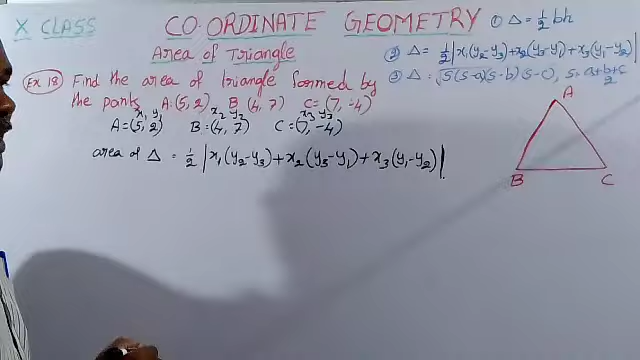 X CLASS
CO-ORDINATE GEOMETRY
① Δ = 1/2 bh
Area of Triangle
② Δ = 1/2 |x₁(y₂-y₃)+x₂(y₃-y₁)+x₃(y₁-y₂)|
③ Δ = √S(S-a)(S-b)(S-c), S = a+b+c/2
Ex 18 Find the area of triangle formed by
the points A=(5, 2) B (4, 7) C=(7, -4)
x₁ y₁ x₂ y₂ x₃ y₃
A=(5, 2) B=(4, 7) C=(7, -4)
area of Δ = 1/2 |x₁(y₂-y₃)+x₂(y₃-y₁)+x₃(y₁-y₂)|
A
B C